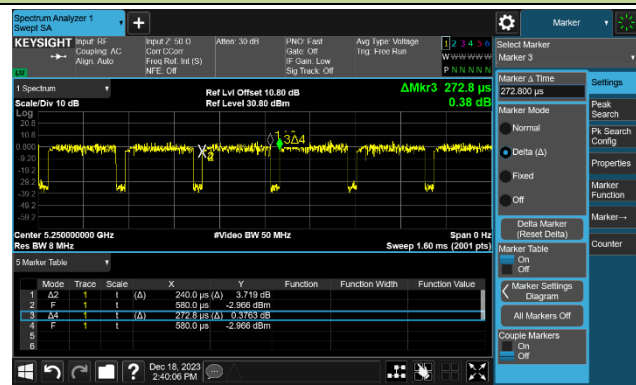 Spectrum Analyzer 1
Swept SA
Marker
KEYSIGHT
Input: RF
Coupling: AC
Align: Auto
Input Z: 50 Ω
Corr CCorr
Freq Ref: Int (S)
NFE: Off
Atten: 30 dB
PNO: Fast
Gate: Off
IF Gain: Low
Sig Track: Off
Avg Type: Voltage
Trig: Free Run
1 2 3 4 5 6
W W W W W W
P N N N N N
Select Marker
Marker 3
1 Spectrum
Scale/Div 10 dB
Ref Lvl Offset 10.80 dB
Ref Level 30.80 dBm
ΔMkr3 272.8 µs
0.38 dB
Log
20.8
10.8
0.800
-9.20
-19.2
-29.2
-39.2
-49.2
-59.2
3Δ4
Center 5.250000000 GHz
Res BW 8 MHz
#Video BW 50 MHz
Span 0 Hz
Sweep 1.60 ms (2001 pts)
5 Marker Table
Mode Trace Scale X Y Function Function Width Function Value
1 Δ2 1 t (Δ) 240.0 µs (Δ) 3.719 dB
2 F 1 t 580.0 µs -2.966 dBm
3 Δ4 1 t (Δ) 272.8 µs (Δ) 0.3763 dB
4 F 1 t 580.0 µs -2.966 dBm
5
6
Marker Δ Time
272.800 µs
Marker Mode
Normal
Delta (Δ)
Fixed
Off
Delta Marker
(Reset Delta)
Marker Table
On
Off
Marker Settings
Diagram
All Markers Off
Couple Markers
On
Off
Settings
Peak
Search
Pk Search
Config
Properties
Marker
Function
Marker→
Counter
Dec 18, 2023
2:40:06 PM